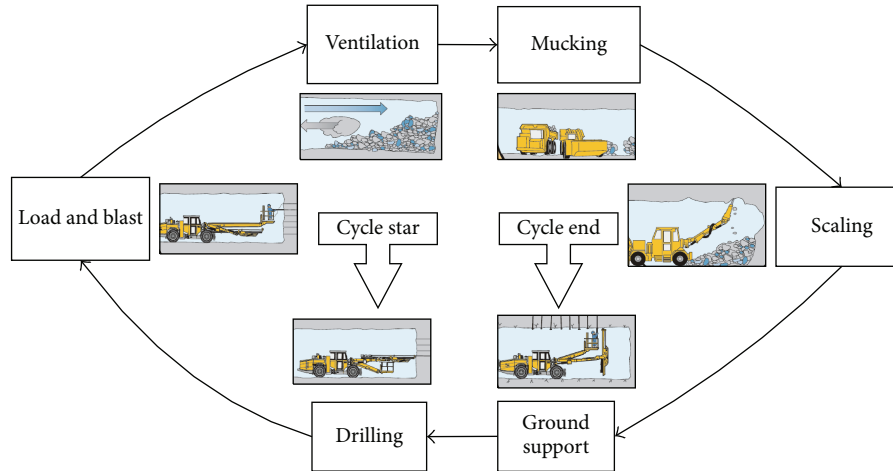 Ventilation
Mucking
Load and blast
Cycle star
Cycle end
Scaling
Drilling
Ground
support